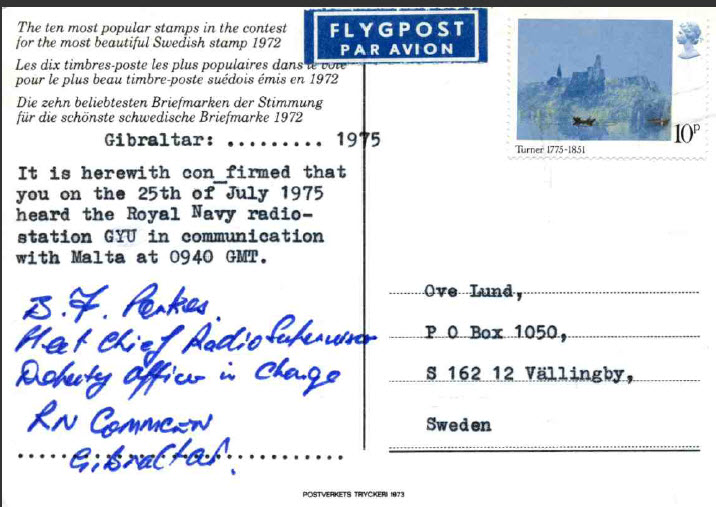 The ten most popular stamps in the contest
for the most beautiful Swedish stamp 1972
Les dix timbres-poste les plus populaires dans le vote
pour le plus beau timbre-poste suédois émis en 1972
Die zehn beliebtesten Briefmarken der Stimmung
für die schönste schwedische Briefmarke 1972
Gibraltar: ......... 1975
It is herewith con_firmed that
you on the 25th of July 1975
heard the Royal Navy radio-
station GYU in communication
with Malta at 0940 GMT.
B.F. Parkes.
Fleet Chief Radio Supervisor
Deputy Officer in Charge
RN COMMCEN
Gibraltar.
FLYGPOST
PAR AVION
10P
Turner 1775-1851
Ove Lund,
P O Box 1050,
S 162 12 Vällingby,
Sweden
POSTVERKETS TRYCKERI 1973